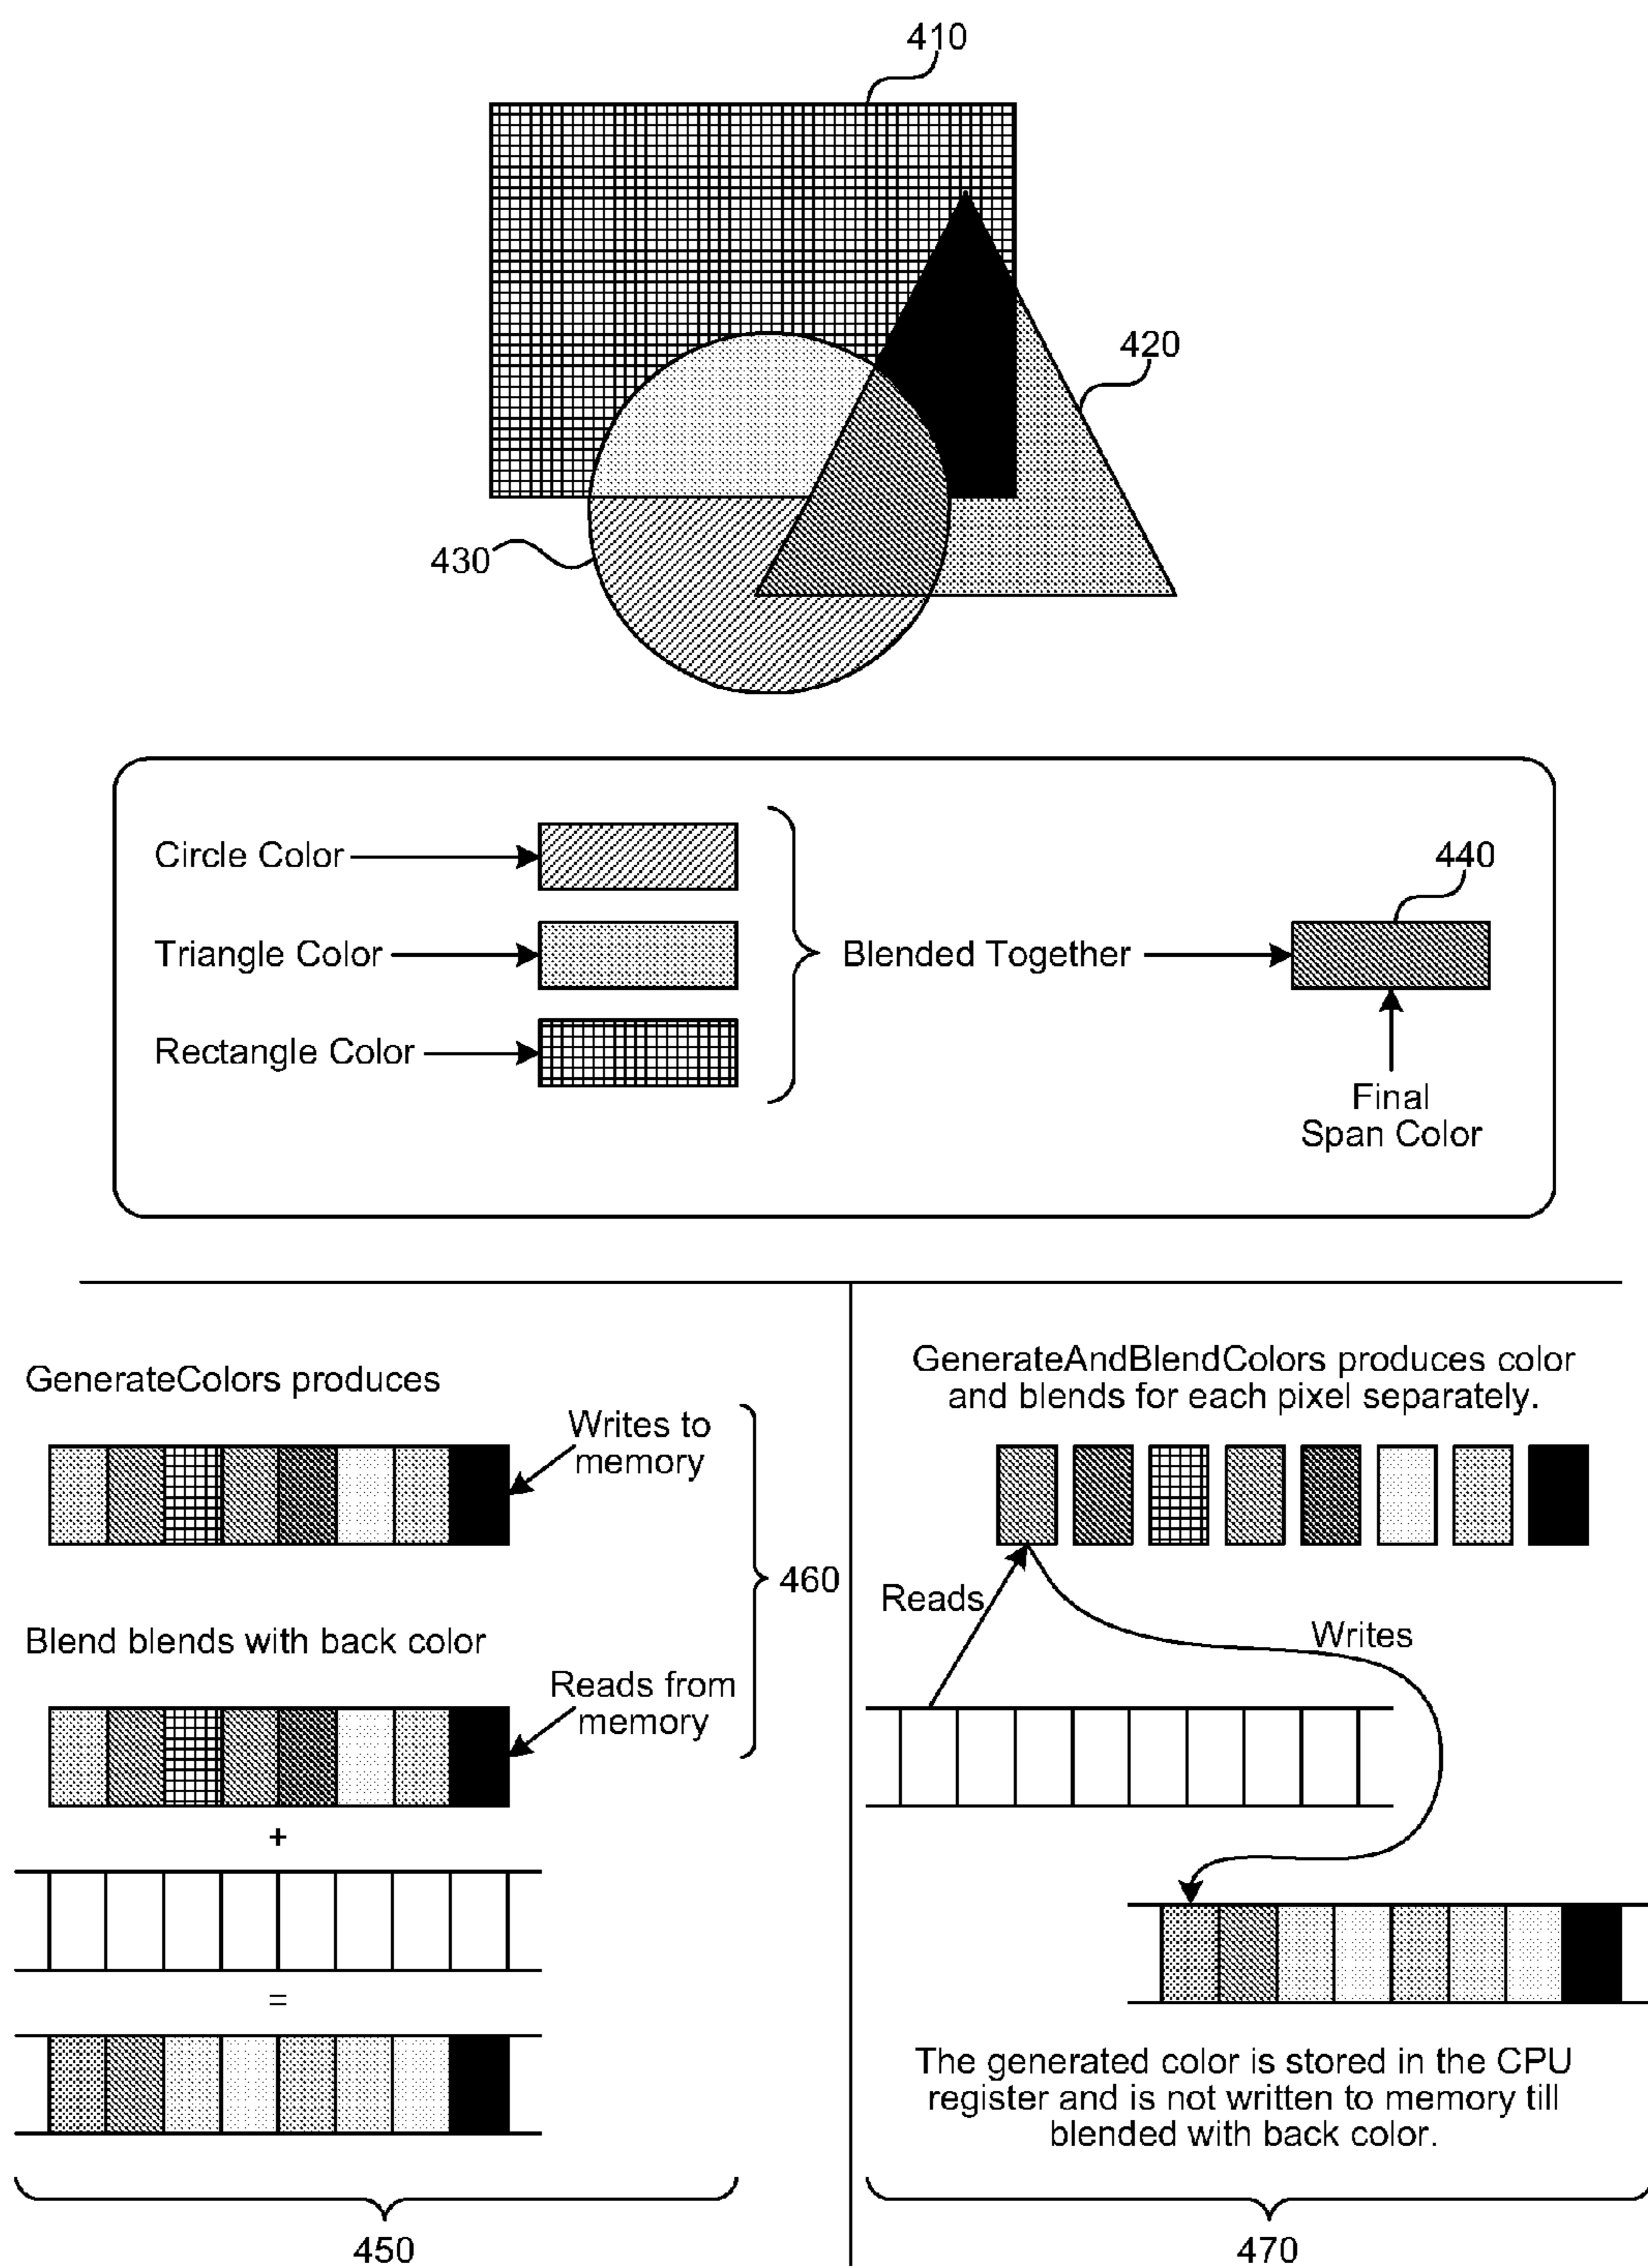 410
420
430
Circle Color
Triangle Color
Rectangle Color
Blended Together
440
Final
Span Color
GenerateColors produces
Writes to
memory
460
Blend blends with back color
Reads from
memory
+
=
450
GenerateAndBlendColors produces color
and blends for each pixel separately.
Reads
Writes
The generated color is stored in the CPU
register and is not written to memory till
blended with back color.
470